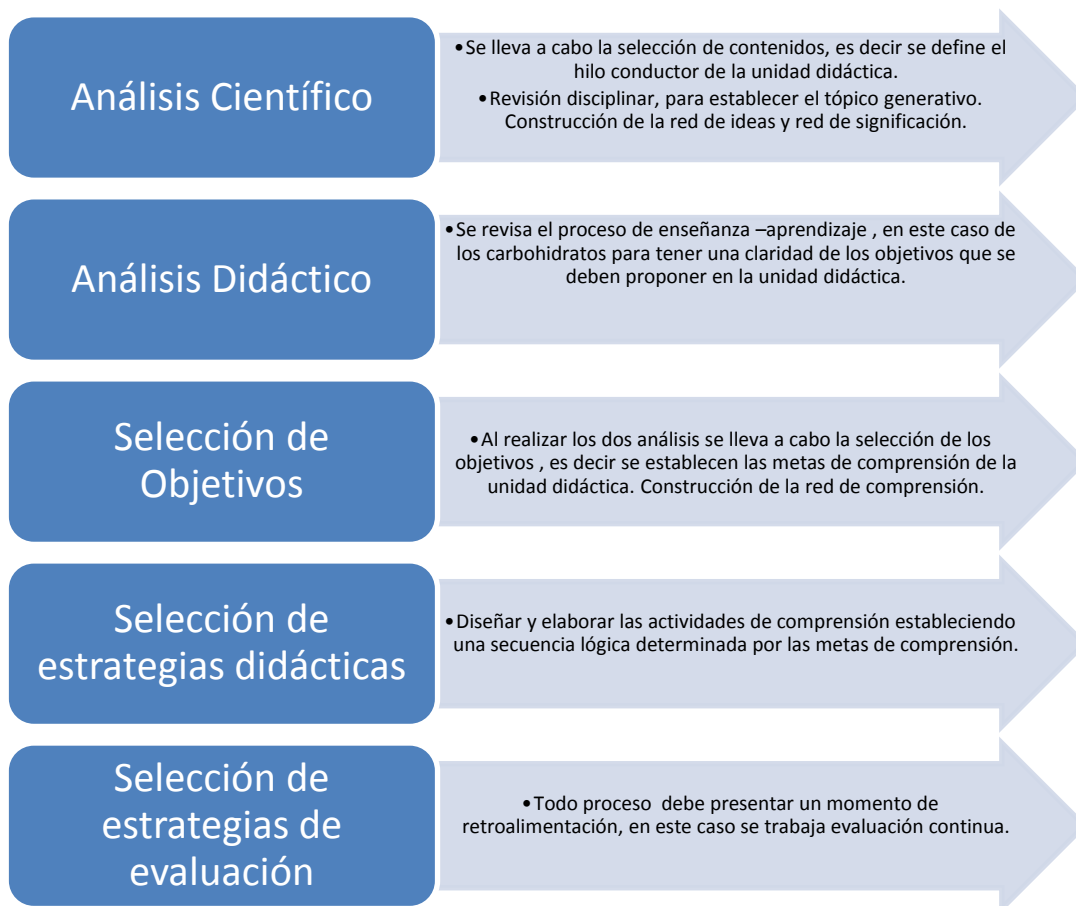 Análisis Científico
•Se lleva a cabo la selección de contenidos, es decir se define el
hilo conductor de la unidad didáctica.
•Revisión disciplinar, para establecer el tópico generativo.
Construcción de la red de ideas y red de significación.
Análisis Didáctico
•Se revisa el proceso de enseñanza –aprendizaje , en este caso de
los carbohidratos para tener una claridad de los objetivos que se
deben proponer en la unidad didáctica.
Selección de
Objetivos
•Al realizar los dos análisis se lleva a cabo la selección de los
objetivos , es decir se establecen las metas de comprensión de la
unidad didáctica. Construcción de la red de comprensión.
Selección de
estrategias didácticas
•Diseñar y elaborar las actividades de comprensión estableciendo
una secuencia lógica determinada por las metas de comprensión.
Selección de
estrategias de
evaluación
•Todo proceso  debe presentar un momento de
retroalimentación, en este caso se trabaja evaluación continua.